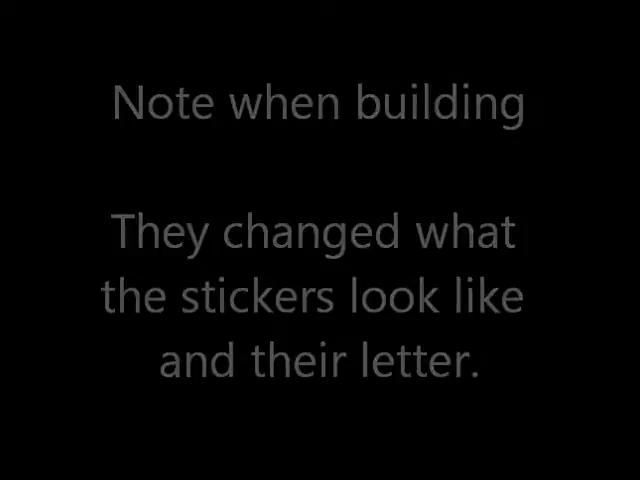 Note when building
They changed what
the stickers look like
and their letter.